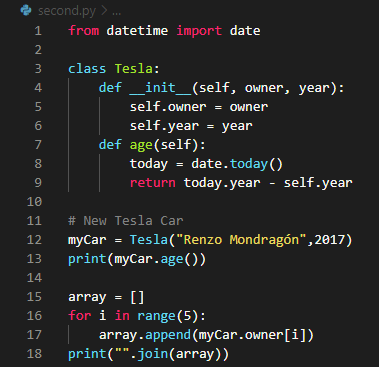 second.py > ...
1 from datetime import date
2
3 class Tesla:
4     def __init__(self, owner, year):
5         self.owner = owner
6         self.year = year
7     def age(self):
8         today = date.today()
9         return today.year - self.year
10
11 # New Tesla Car
12 myCar = Tesla("Renzo Mondragón",2017)
13 print(myCar.age())
14
15 array = []
16 for i in range(5):
17     array.append(myCar.owner[i])
18 print("".join(array))